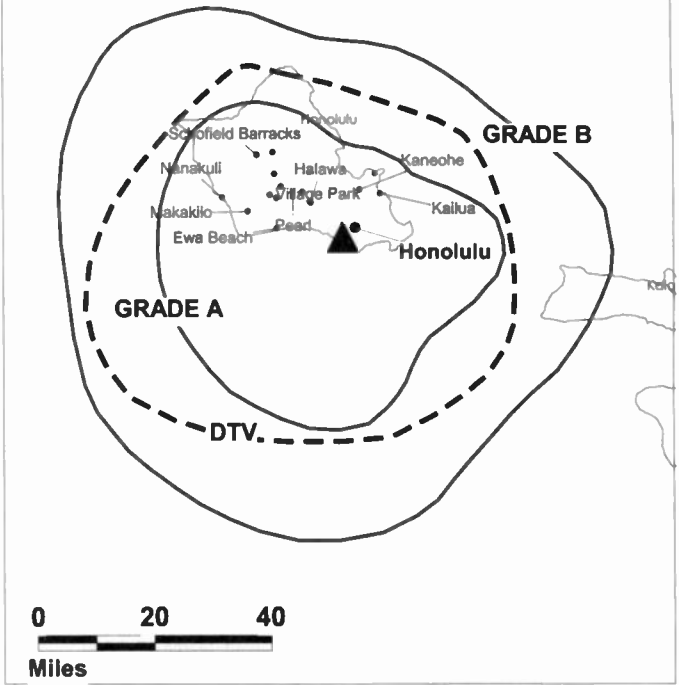 Honolulu
GRADE B
Schofield Barracks
Kaneohe
Nanakuli
Halawa
Village Park
Makakilo
Kailua
Pearl
Ewa Beach
Honolulu
GRADE A
DTV
0 20 40
Miles